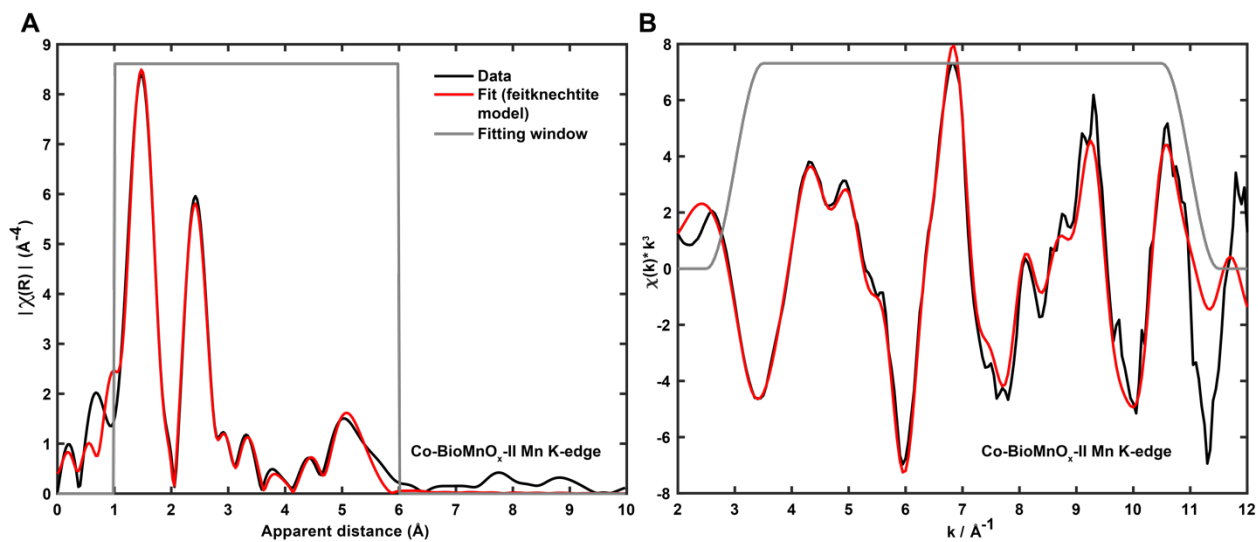 A
9
8
7
6
5
4
3
2
1
0
0 1 2 3 4 5 6 7 8 9 10
|χ(R) | (Å⁻⁴)
Apparent distance (Å)
Data
Fit (feitknechtite
model)
Fitting window
Co-BioMnOₓ-II Mn K-edge
B
8
6
4
2
0
-2
-4
-6
-8
2 3 4 5 6 7 8 9 10 11 12
χ(k)* k³
k / Å⁻¹
Co-BioMnOₓ-II Mn K-edge